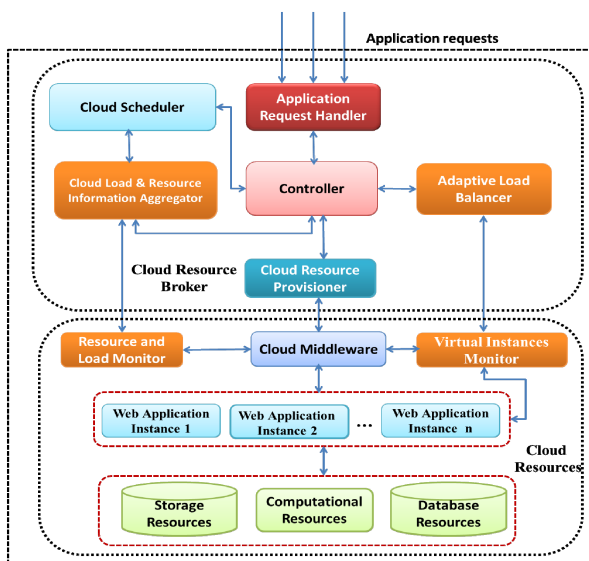 Application requests
Cloud Scheduler
Application
Request Handler
Cloud Load & Resource
Information Aggregator
Controller
Adaptive Load
Balancer
Cloud Resource
Broker
Cloud Resource
Provisioner
Resource and
Load Monitor
Cloud Middleware
Virtual Instances
Monitor
Web Application
Instance 1
Web Application
Instance 2
...
Web Application
Instance n
Cloud
Resources
Storage
Resources
Computational
Resources
Database
Resources